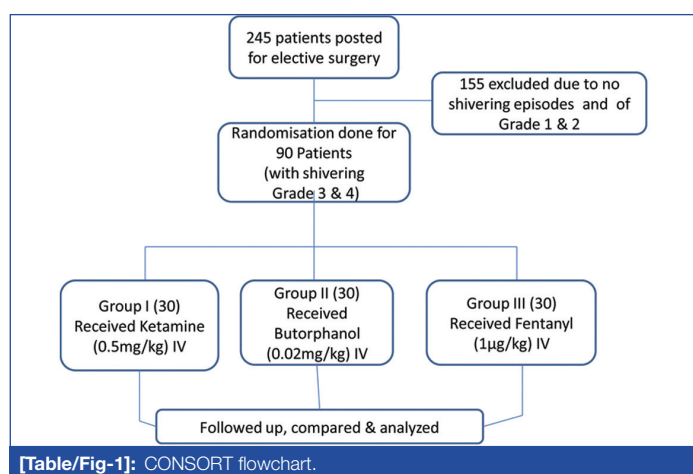 245 patients posted
for elective surgery
155 excluded due to no
shivering episodes and of
Grade 1 & 2
Randomisation done for
90 Patients
(with shivering
Grade 3 & 4)
Group I (30)
Received Ketamine
(0.5mg/kg) IV
Group II (30)
Received
Butorphanol
(0.02mg/kg) IV
Group III (30)
Received Fentanyl
(1µg/kg) IV
Followed up, compared & analyzed
[Table/Fig-1]: CONSORT flowchart.